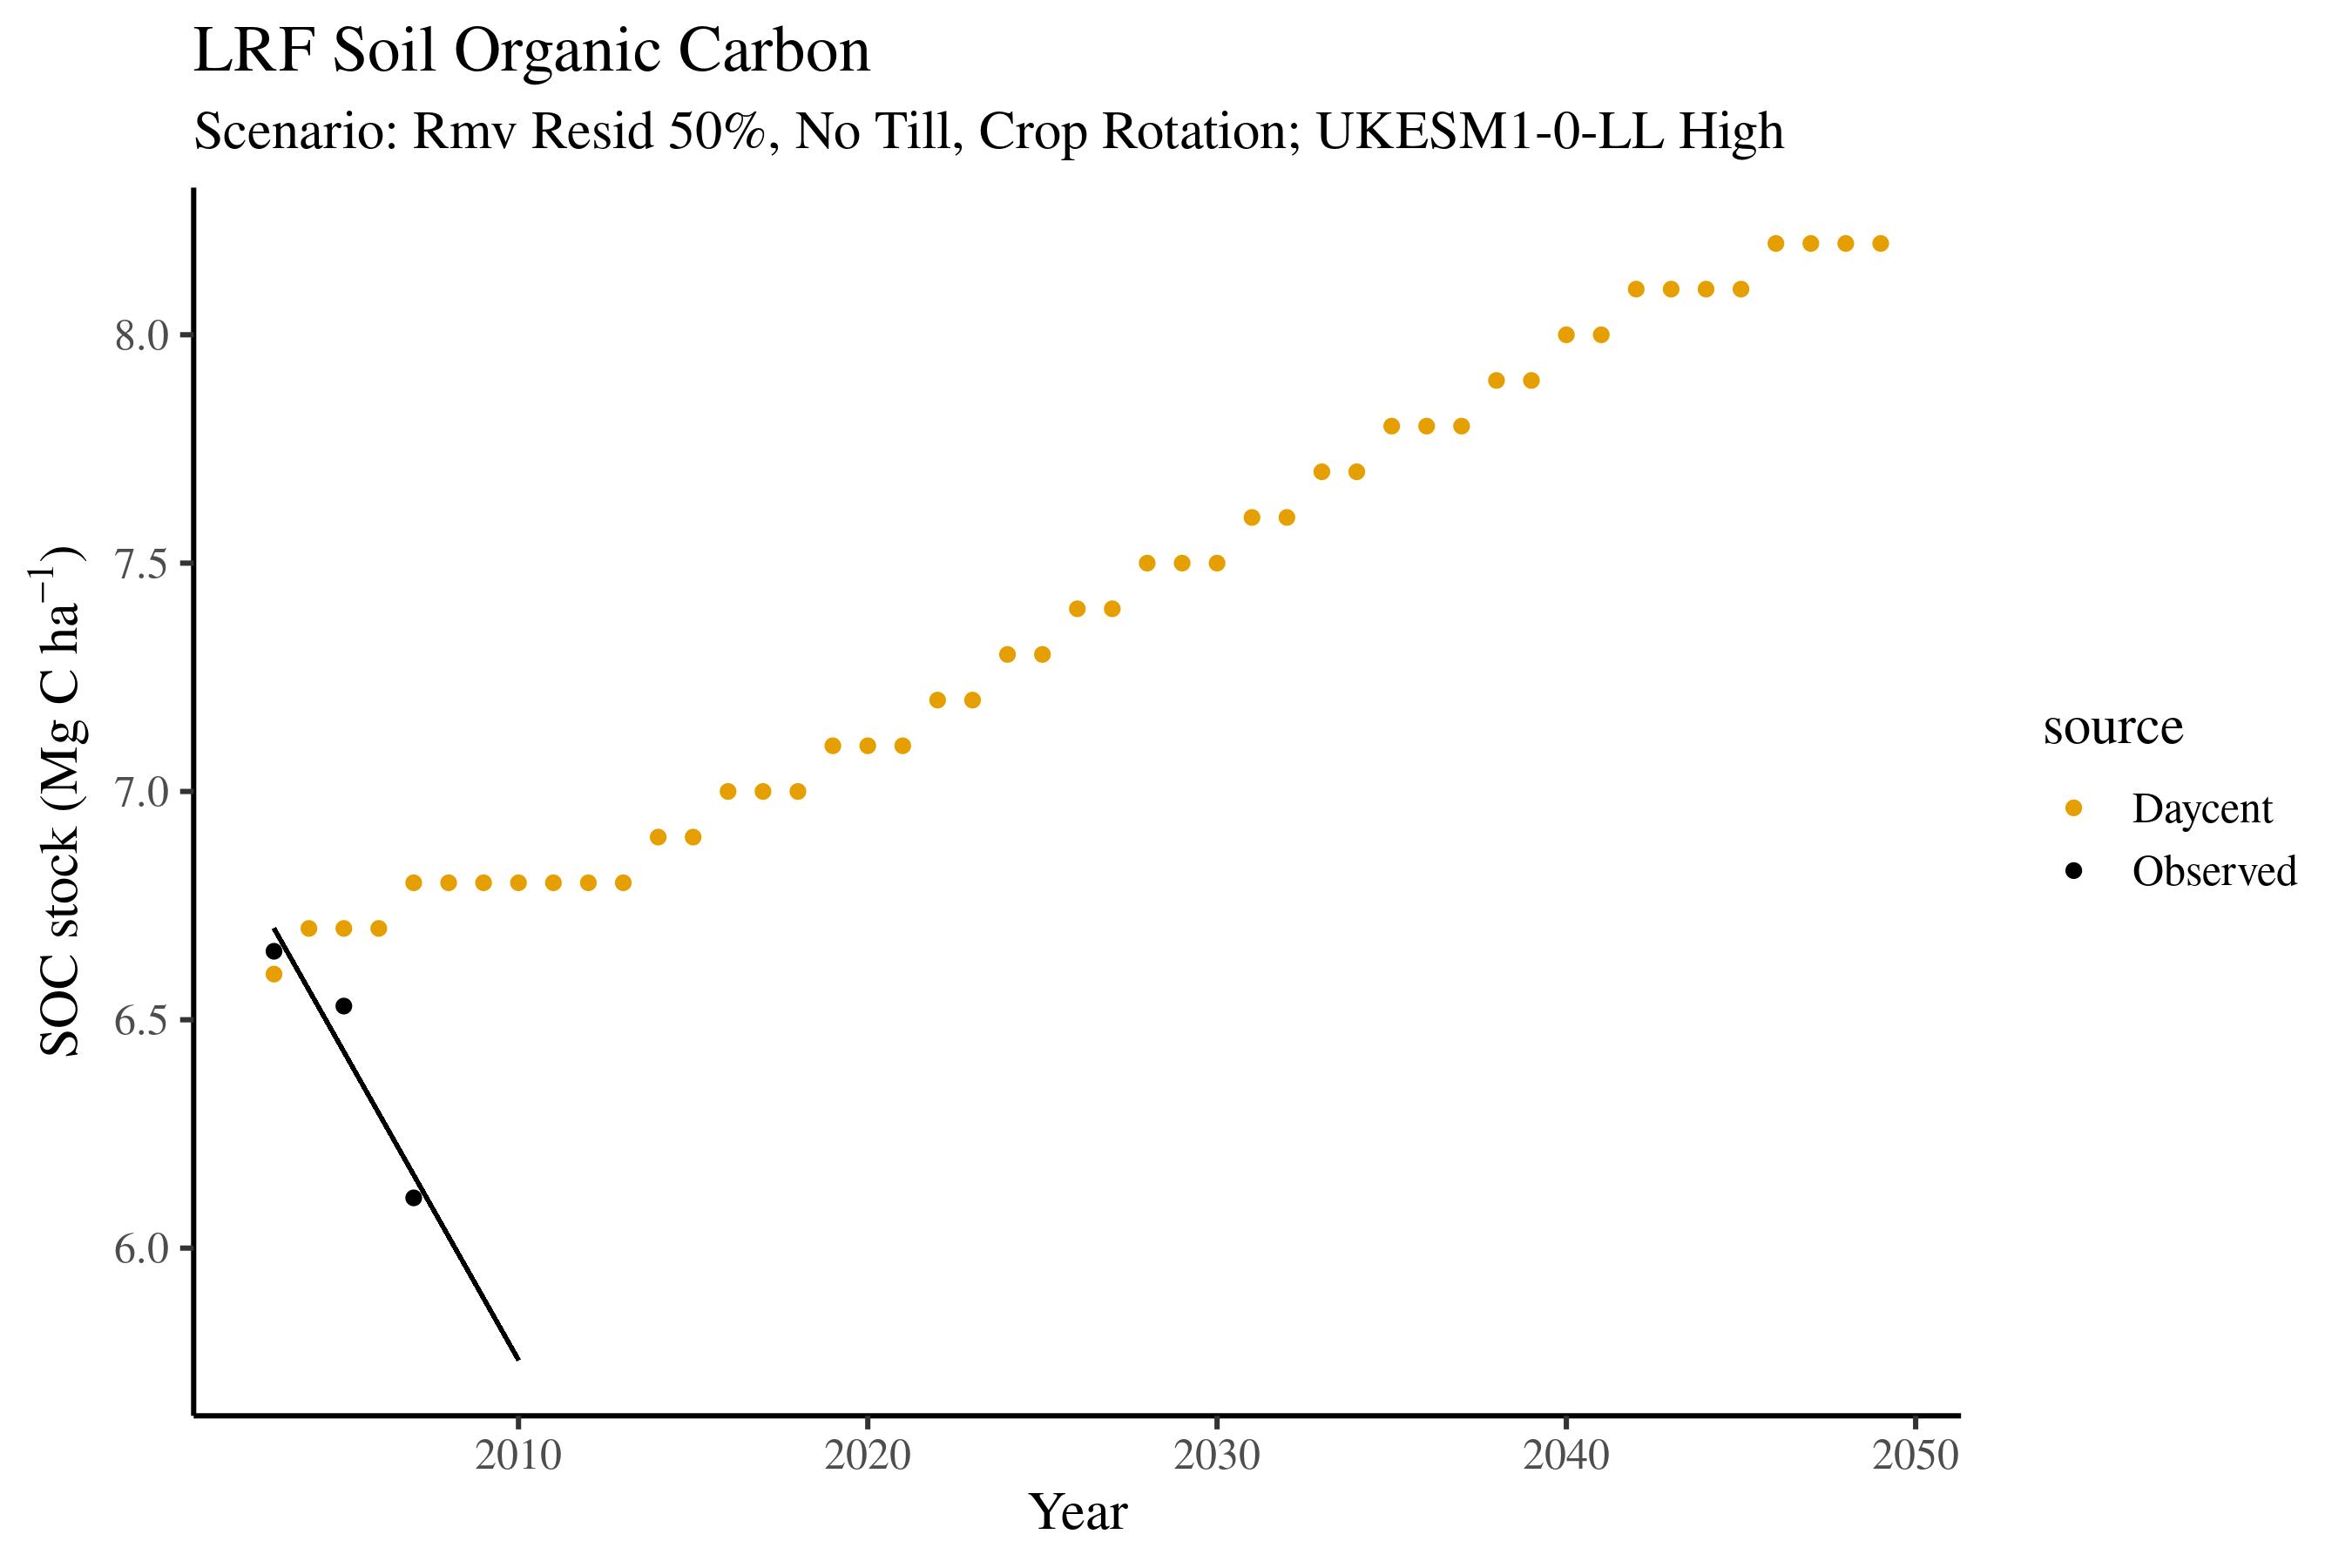 LRF Soil Organic Carbon
Scenario: Rmv Resid 50%, No Till, Crop Rotation; UKESM1-0-LL High
SOC stock (Mg C ha⁻¹)
8.0
7.5
7.0
6.5
6.0
2010 2020 2030 2040 2050
Year
source
Daycent
Observed